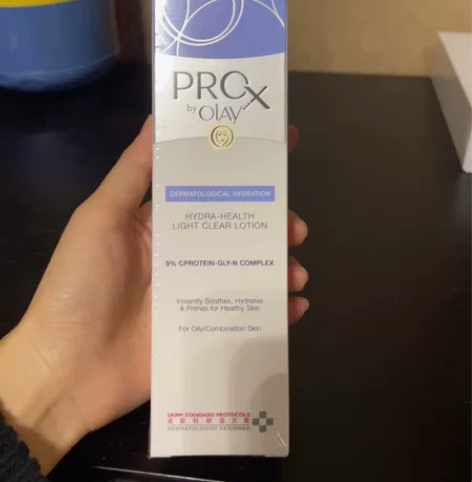 PROX
by OLAY
DERMATOLOGICAL HYDRATION
HYDRA-HEALTH
LIGHT CLEAR LOTION
5% CPROTEIN-GLY-N COMPLEX
Instantly Soothes, Hydrates
& Primes for Healthy Skin
For Oily/Combination Skin
DERM STANDARD PROTOCOLS
DERMATOLOGIST DESIGNED